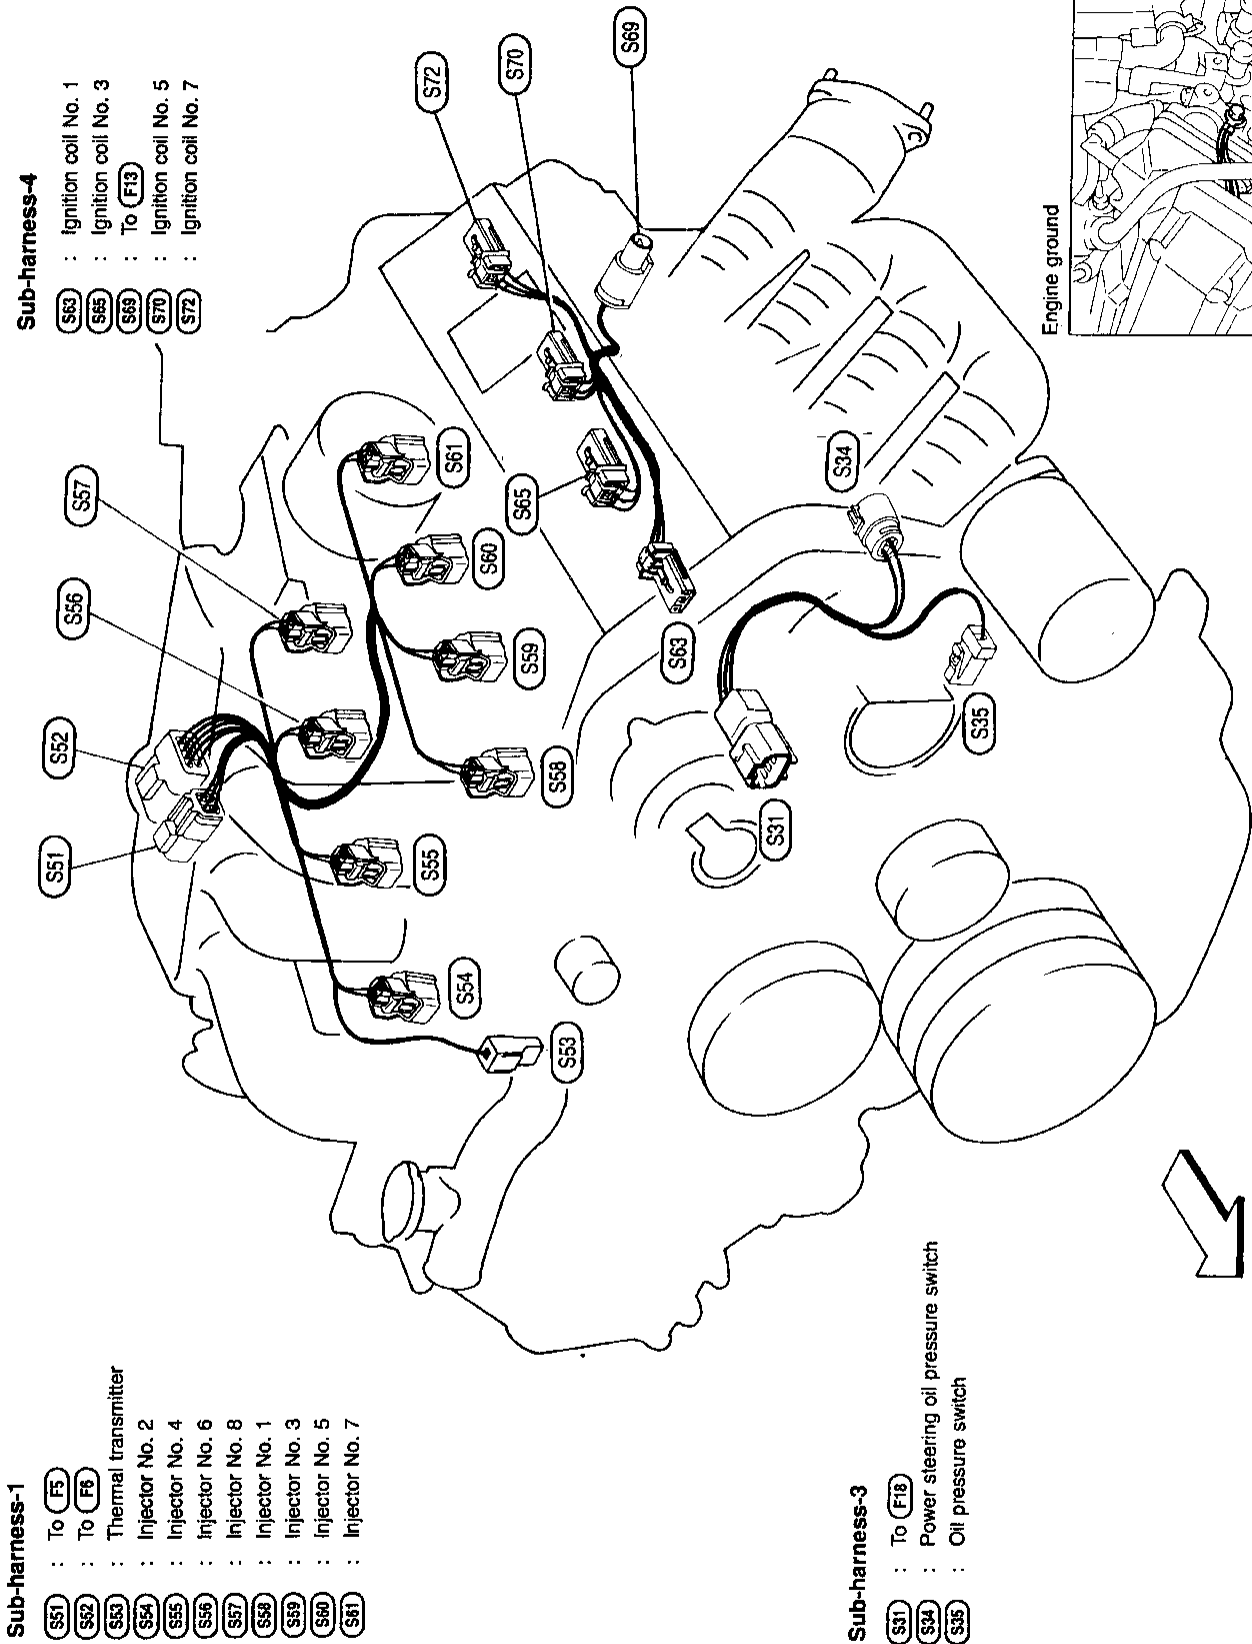 Sub-harness-1
S51 : To F5
S52 : To F6
S53 : Thermal transmitter
S54 : Injector No. 2
S55 : Injector No. 4
S56 : Injector No. 6
S57 : Injector No. 8
S58 : Injector No. 1
S59 : Injector No. 3
S60 : Injector No. 5
S61 : Injector No. 7
Sub-harness-4
S63 : Ignition coil No. 1
S65 : Ignition coil No. 3
S69 : To F13
S70 : Ignition coil No. 5
S72 : Ignition coil No. 7
Sub-harness-3
S31 : To F18
S34 : Power steering oil pressure switch
S35 : Oil pressure switch
S51
S52
S56
S57
S53
S54
S55
S58
S59
S60
S61
S65
S63
S72
S70
S69
S31
S34
S35
Engine ground